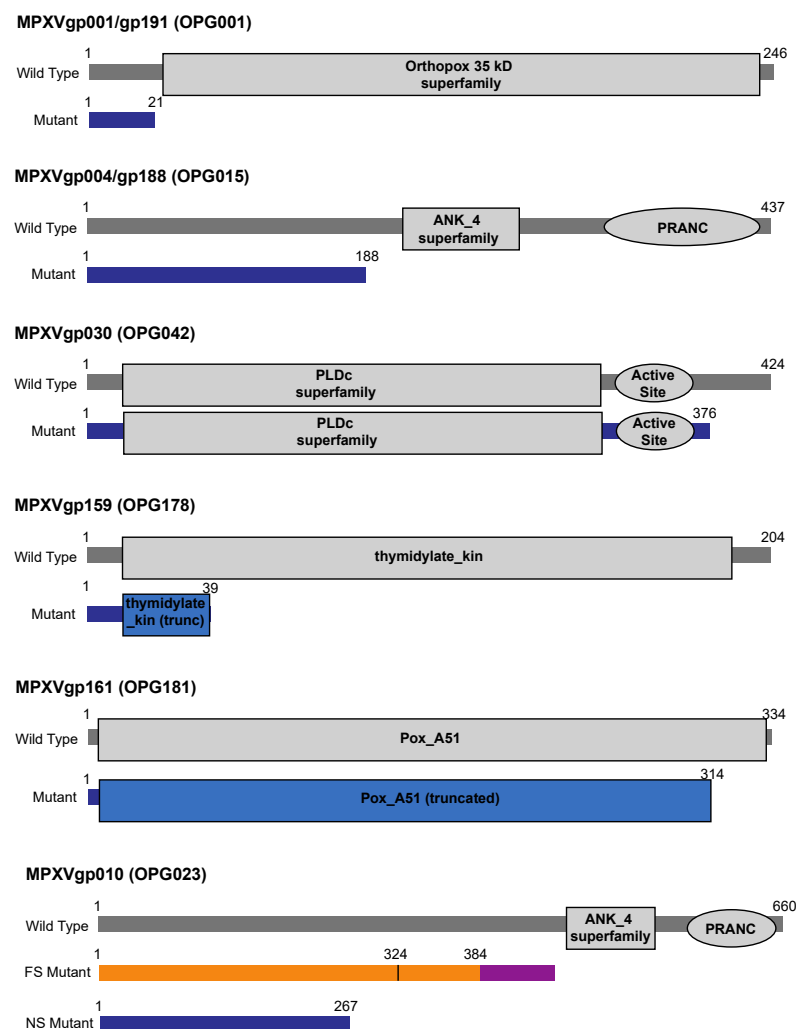 MPXVgp001/gp191 (OPG001)
1 246
Wild Type Orthopox 35 kD
superfamily
1 21
Mutant
MPXVgp004/gp188 (OPG015)
1 437
Wild Type ANK_4 PRANC
superfamily
188
Mutant
MPXVgp030 (OPG042)
1 424
Wild Type PLDc Active
superfamily Site
1 376
Mutant PLDc Active
superfamily Site
MPXVgp159 (OPG178)
1 204
Wild Type thymidylate_kin
1 39
Mutant thymidylate
_kin (trunc)
MPXVgp161 (OPG181)
1 334
Wild Type Pox_A51
1 314
Mutant Pox_A51 (truncated)
MPXVgp010 (OPG023)
1 660
Wild Type ANK_4 PRANC
superfamily
1 324 384
FS Mutant
1 267
NS Mutant